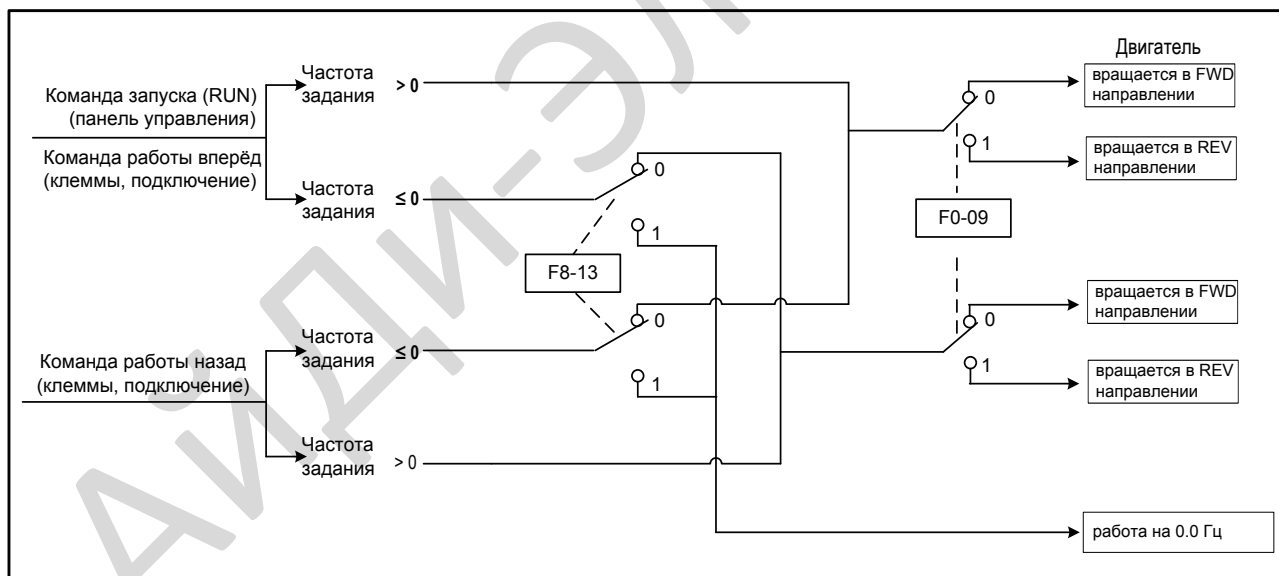 Команда запуска (RUN)
(панель управления)
Команда работы вперёд
(клеммы, подключение)
Частота
задания
> 0
Частота
задания
≤ 0
0
1
F8-13
Команда работы назад
(клеммы, подключение)
Частота
задания
≤ 0
0
1
Частота
задания
> 0
Двигатель
0
вращается в FWD
направлении
1
вращается в REV
направлении
F0-09
0
вращается в FWD
направлении
1
вращается в REV
направлении
работа на 0.0 Гц
АйДи-Эл